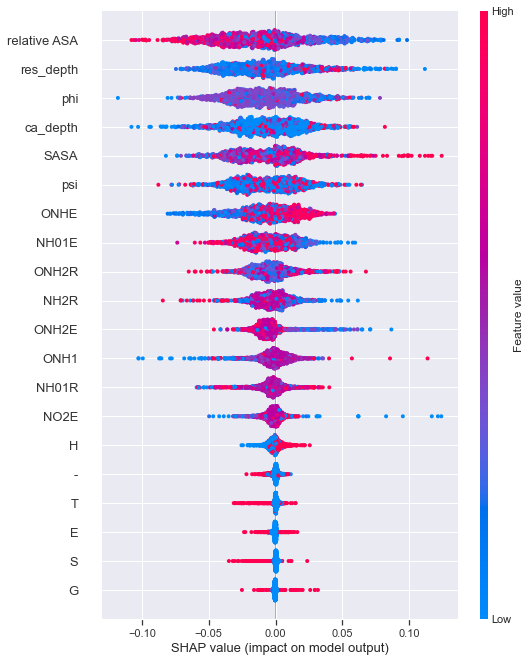 High
relative ASA
res_depth
phi
ca_depth
SASA
psi
ONHE
NH01E
ONH2R
NH2R
ONH2E
ONH1
NH01R
NO2E
H
-
T
E
S
G
Feature value
Low
−0.10 −0.05 0.00 0.05 0.10
SHAP value (impact on model output)